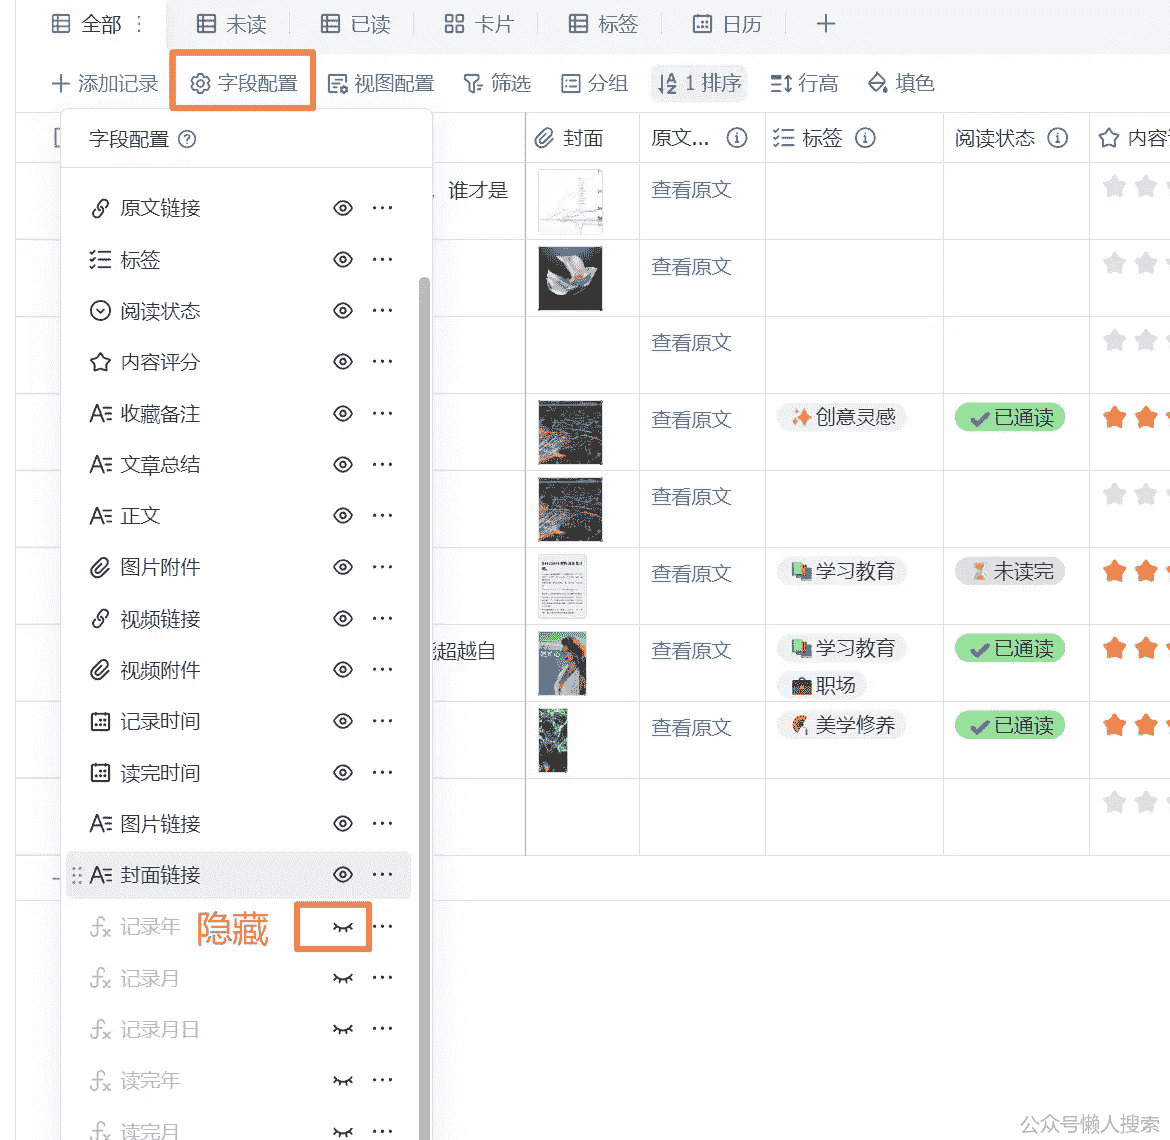 全部 未读 已读 卡片 标签 日历
添加记录 字段配置 视图配置 筛选 分组 1 排序 行高 填色
字段配置
封面 原文... 标签 阅读状态 内容
原文链接
标签
阅读状态
内容评分
收藏备注
文章总结
正文
图片附件
视频链接
视频附件
记录时间
读完时间
图片链接
封面链接
记录年 隐藏
记录月
记录月日
读完年
读完月
谁才是 查看原文
查看原文
查看原文
查看原文 创意灵感 已通读
查看原文
查看原文 学习教育 未读完
超越自 查看原文 学习教育 已通读
职场
查看原文 美学修养 已通读
公众号懒人搜索